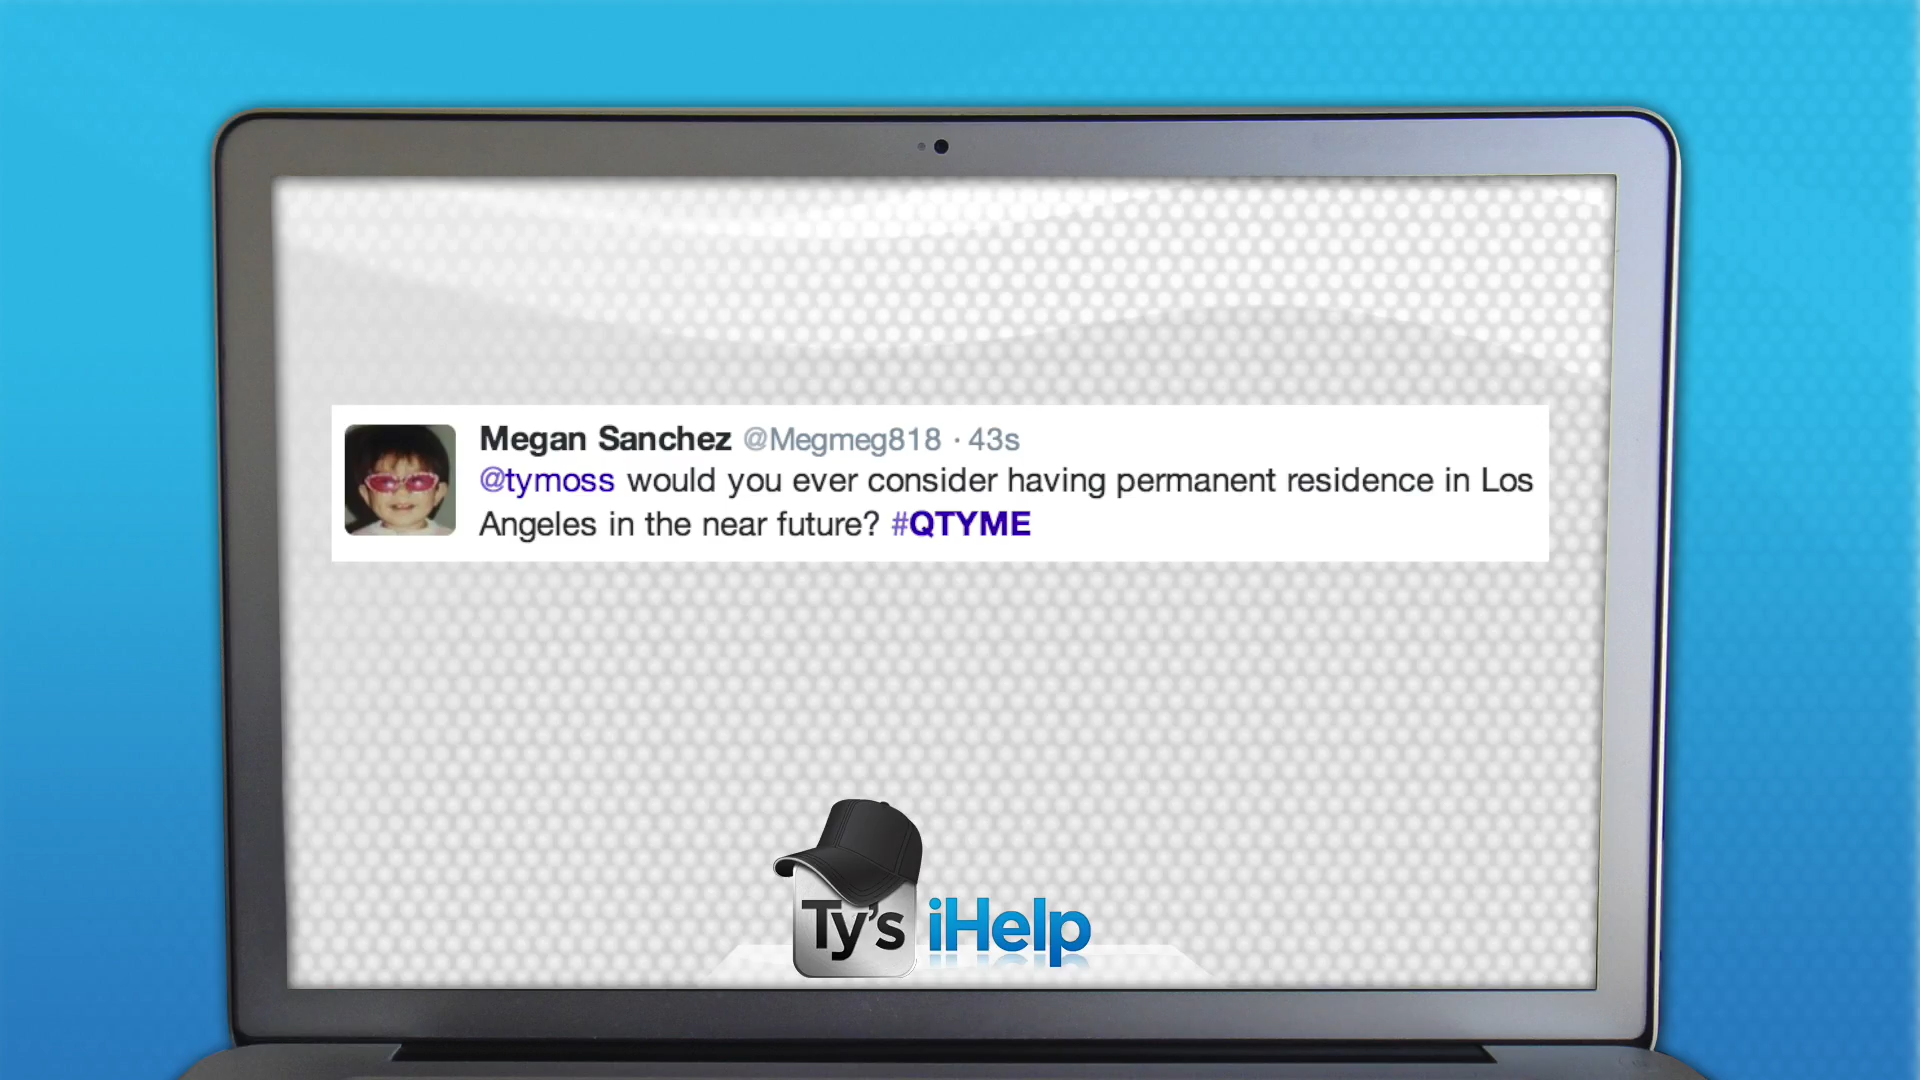 Megan Sanchez @Megmeg818 · 43s
@tymoss would you ever consider having permanent residence in Los
Angeles in the near future? #QTYME
Ty's iHelp